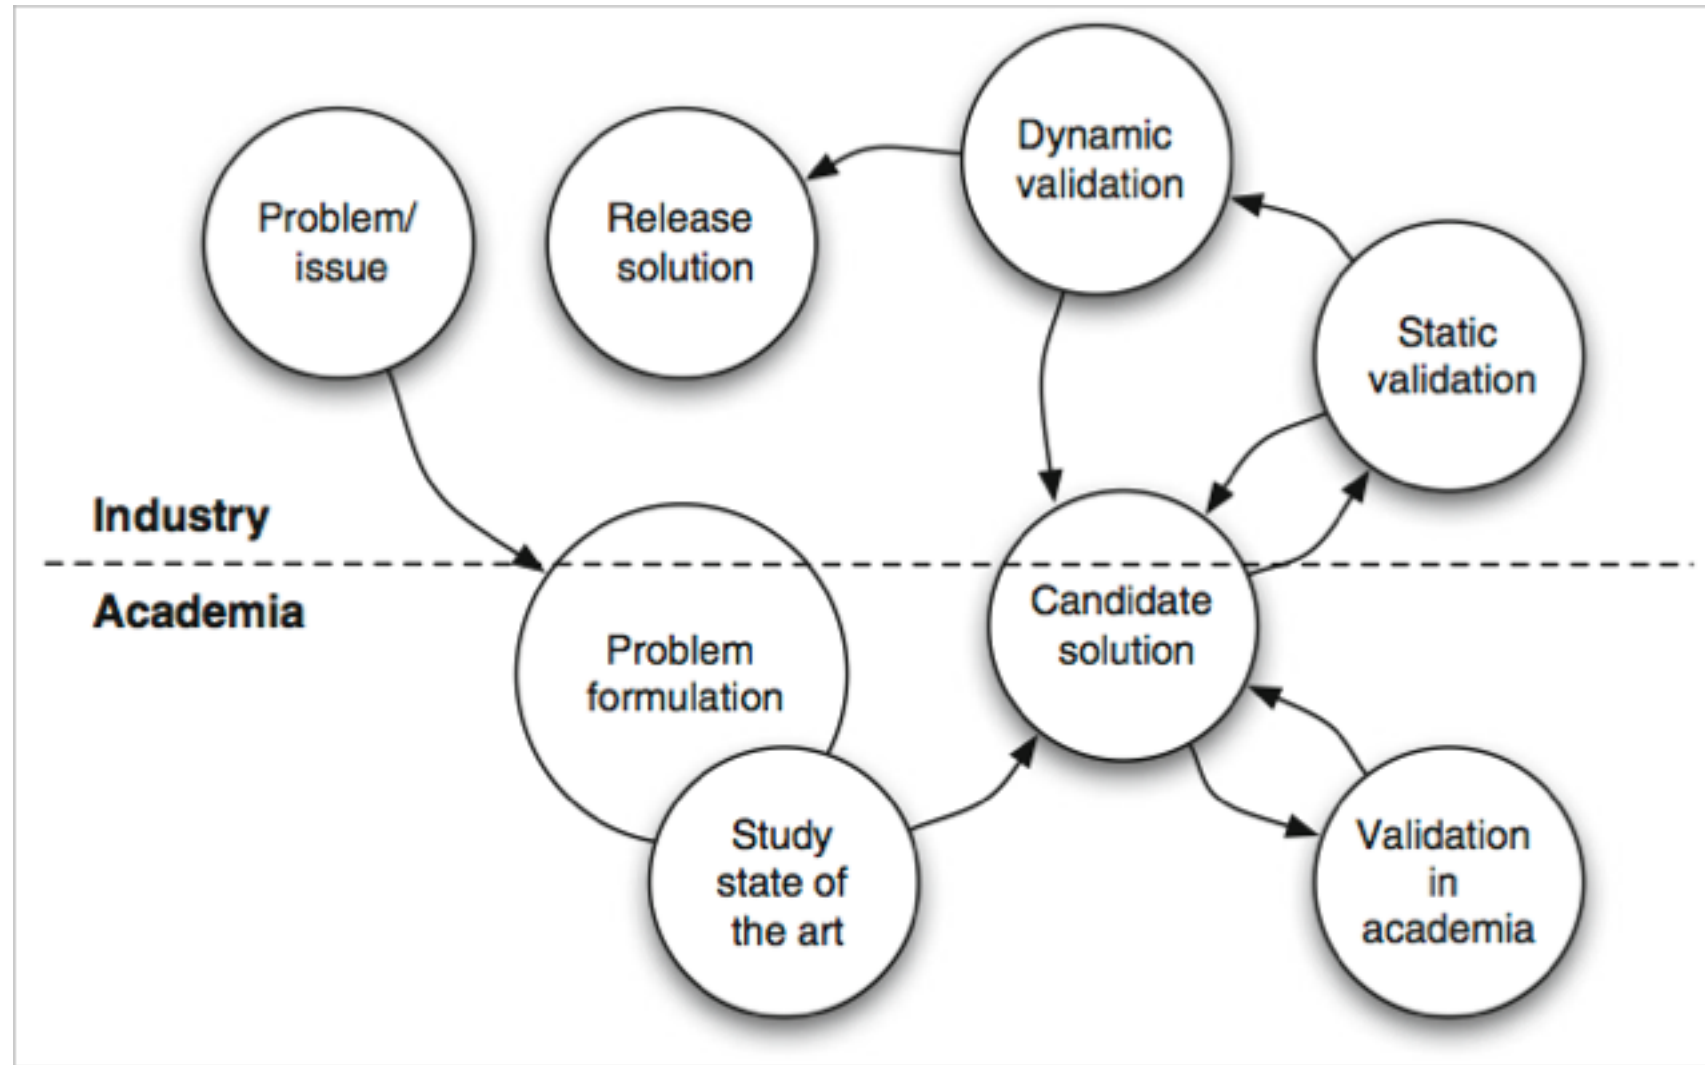 Problem/
issue
Release
solution
Dynamic
validation
Static
validation
Industry
Academia
Problem
formulation
Candidate
solution
Study
state of
the art
Validation
in
academia